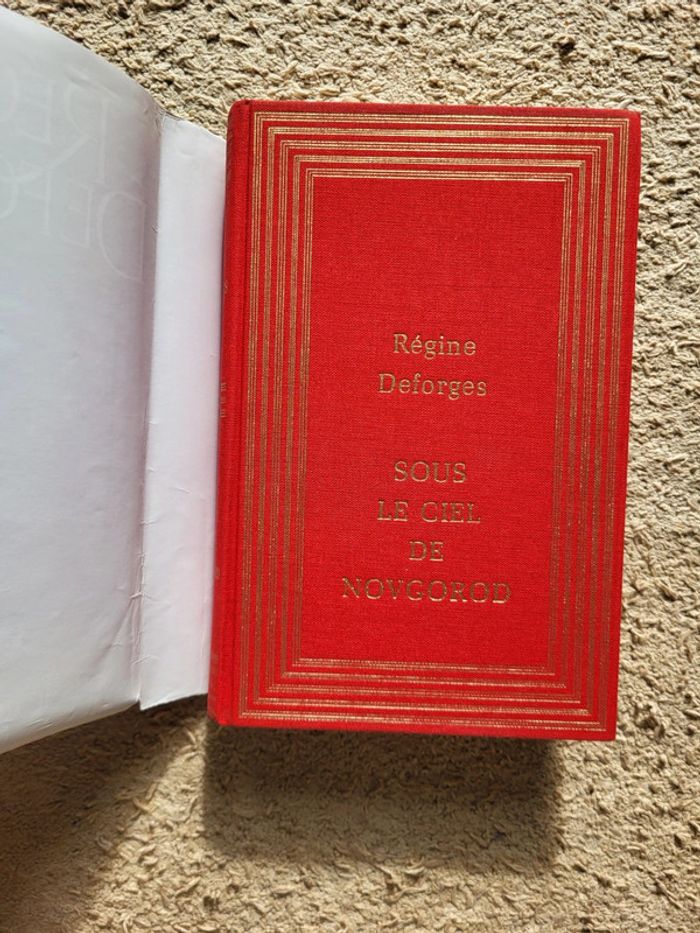 Régine
Deforges
SOUS
LE CIEL
DE
NOVGOROD